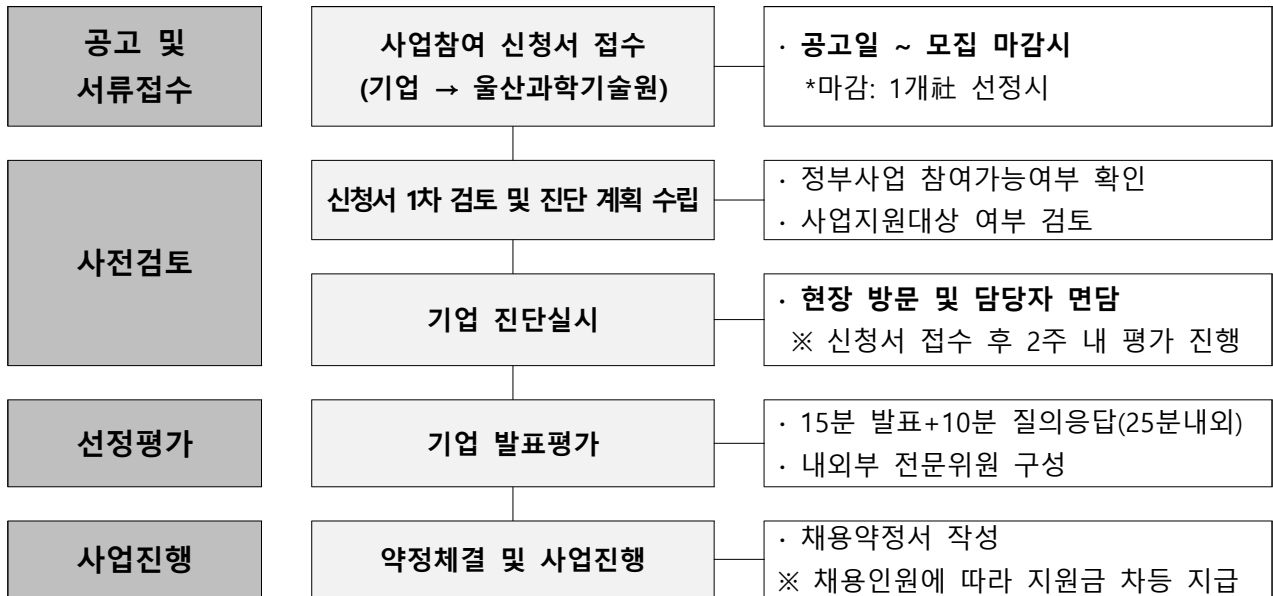 공고 및
서류접수
사업참여 신청서 접수
(기업 → 울산과학기술원)
· 공고일 ~ 모집 마감시
*마감: 1개社 선정시
사전검토
신청서 1차 검토 및 진단 계획 수립
· 정부사업 참여가능여부 확인
· 사업지원대상 여부 검토
기업 진단실시
· 현장 방문 및 담당자 면담
※ 신청서 접수 후 2주 내 평가 진행
선정평가
기업 발표평가
· 15분 발표+10분 질의응답(25분내외)
· 내외부 전문위원 구성
사업진행
약정체결 및 사업진행
· 채용약정서 작성
※ 채용인원에 따라 지원금 차등 지급